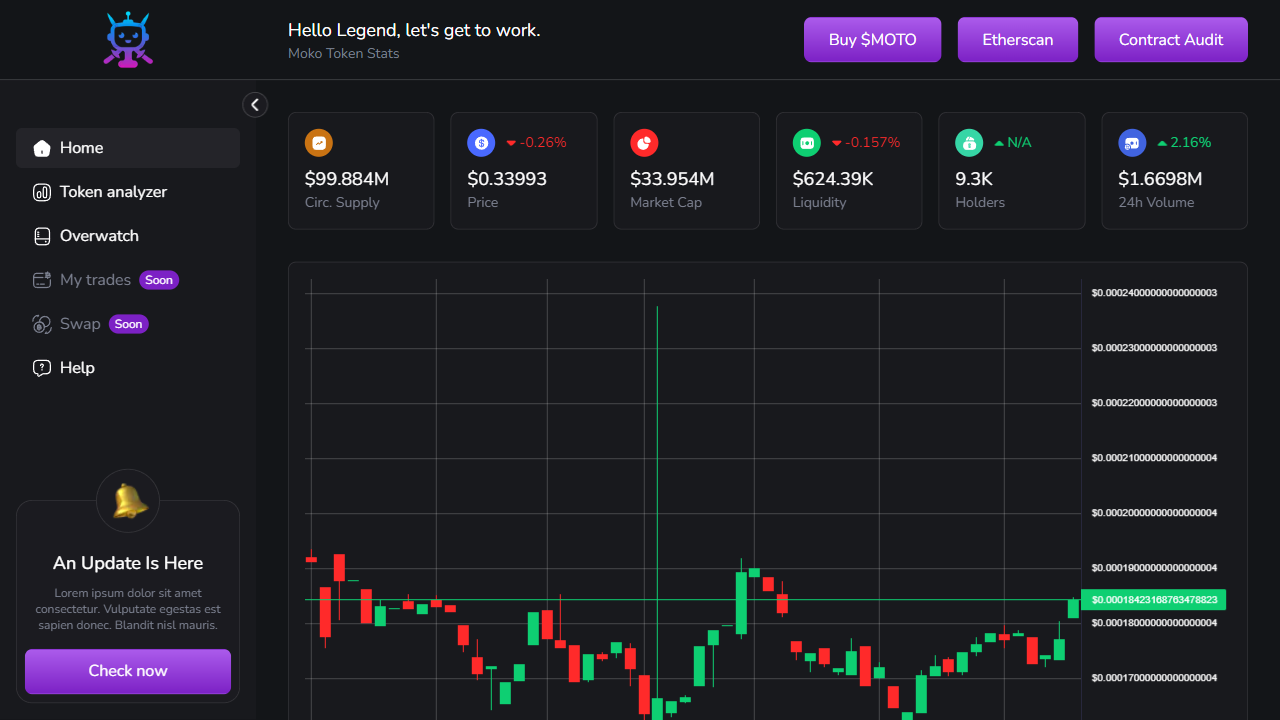 Hello Legend, let's get to work.
Moko Token Stats
Buy $MOTO
Etherscan
Contract Audit
Home
Token analyzer
Overwatch
My trades Soon
Swap Soon
Help
An Update Is Here
Lorem ipsum dolor sit amet
consectetur. Vulputate egestas est
sapien donec. Blandit nisl mauris.
Check now
$99.884M
Circ. Supply
-0.26%
$0.33993
Price
$33.954M
Market Cap
-0.157%
$624.39K
Liquidity
N/A
9.3K
Holders
2.16%
$1.6698M
24h Volume
$0.00024000000000000003
$0.00023000000000000003
$0.00022000000000000003
$0.00021000000000000004
$0.00020000000000000004
$0.00019000000000000004
$0.00018423168763478823
$0.00018000000000000004
$0.00017000000000000004